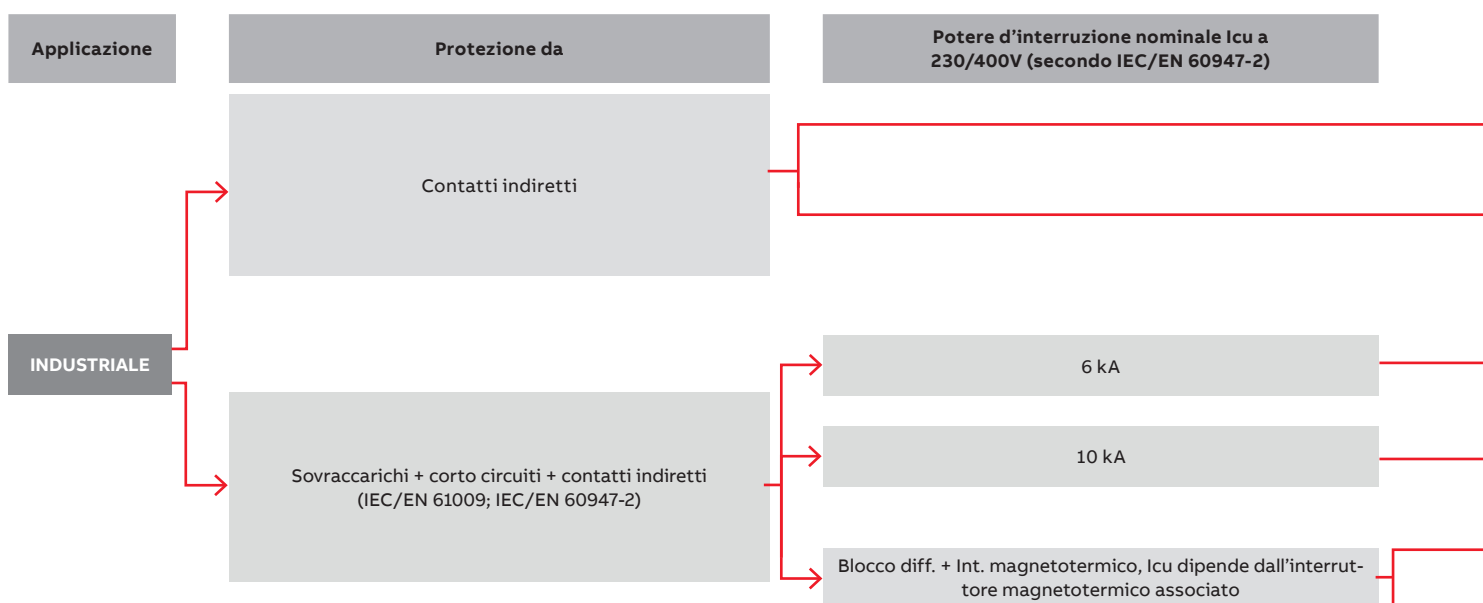 Applicazione
Protezione da
Potere d’interruzione nominale Icu a
230/400V (secondo IEC/EN 60947-2)
Contatti indiretti
INDUSTRIALE
6 kA
10 kA
Sovraccarichi + corto circuiti + contatti indiretti
(IEC/EN 61009; IEC/EN 60947-2)
Blocco diff. + Int. magnetotermico, Icu dipende dall’interrut-
tore magnetotermico associato